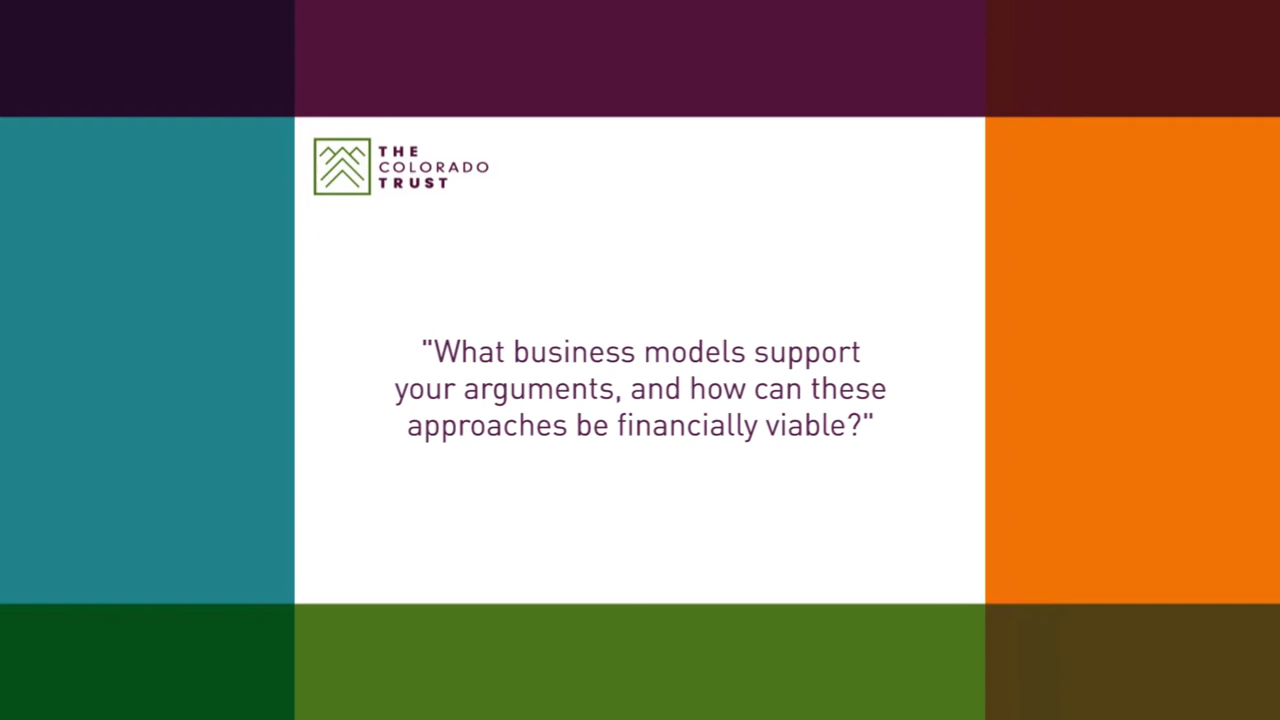 THE
COLORADO
TRUST
"What business models support
your arguments, and how can these
approaches be financially viable?"